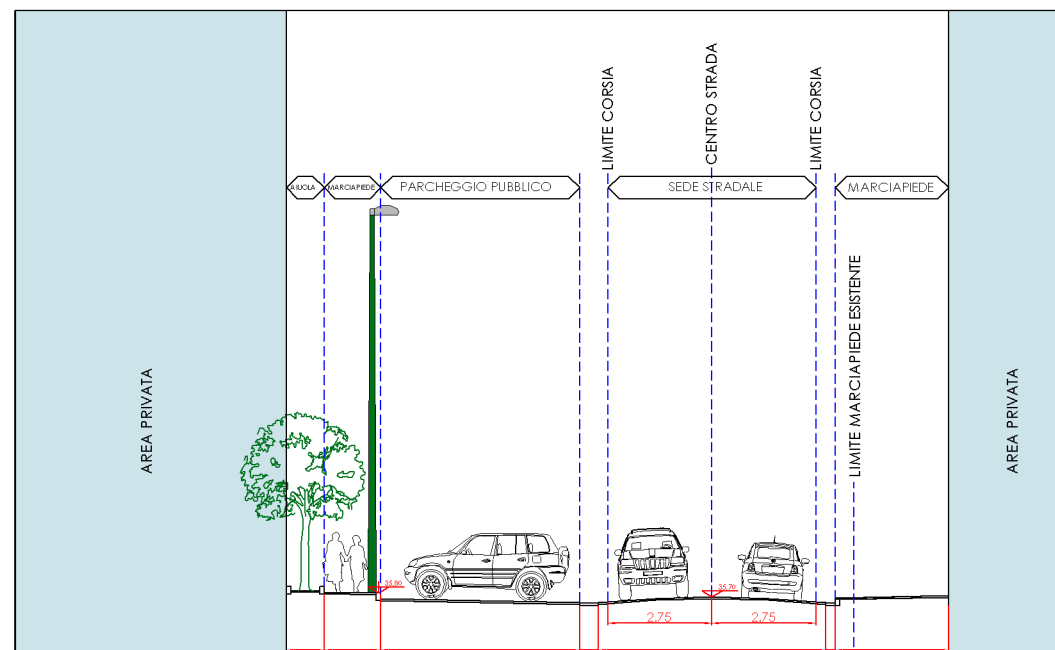 LIMITE CORSIA
CENTRO STRADA
LIMITE CORSIA
AIUOLA
MARCIAPIEDE
PARCHEGGIO PUBBLICO
SEDE STRADALE
MARCIAPIEDE
LIMITE MARCIAPIEDE ESISTENTE
AREA PRIVATA
AREA PRIVATA
35.80
35.70
2.75
2.75